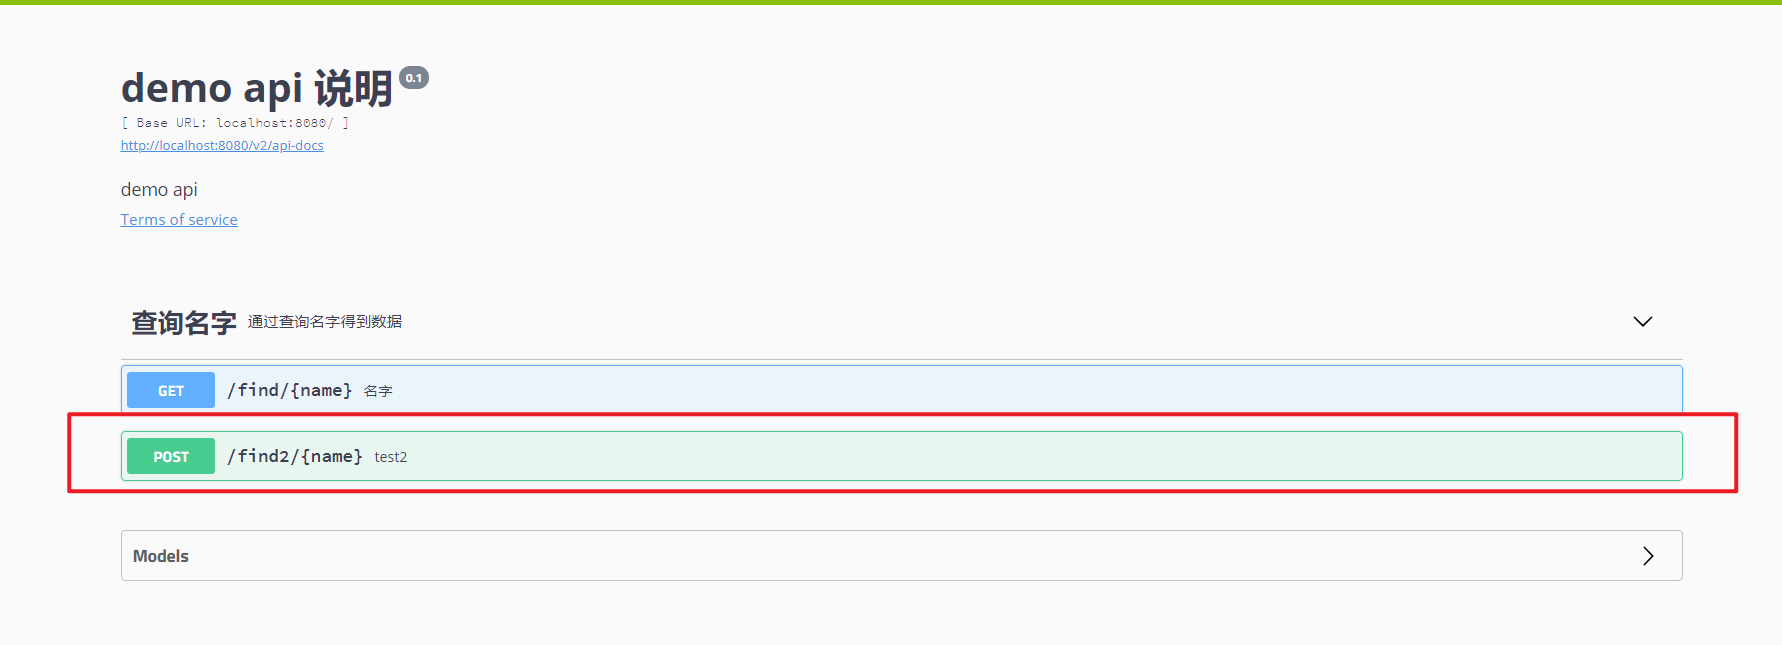 demo api 说明 0.1
[ Base URL: localhost:8080/ ]
http://localhost:8080/v2/api-docs
demo api
Terms of service
查询名字 通过查询名字得到数据
GET /find/{name} 名字
POST /find2/{name} test2
Models